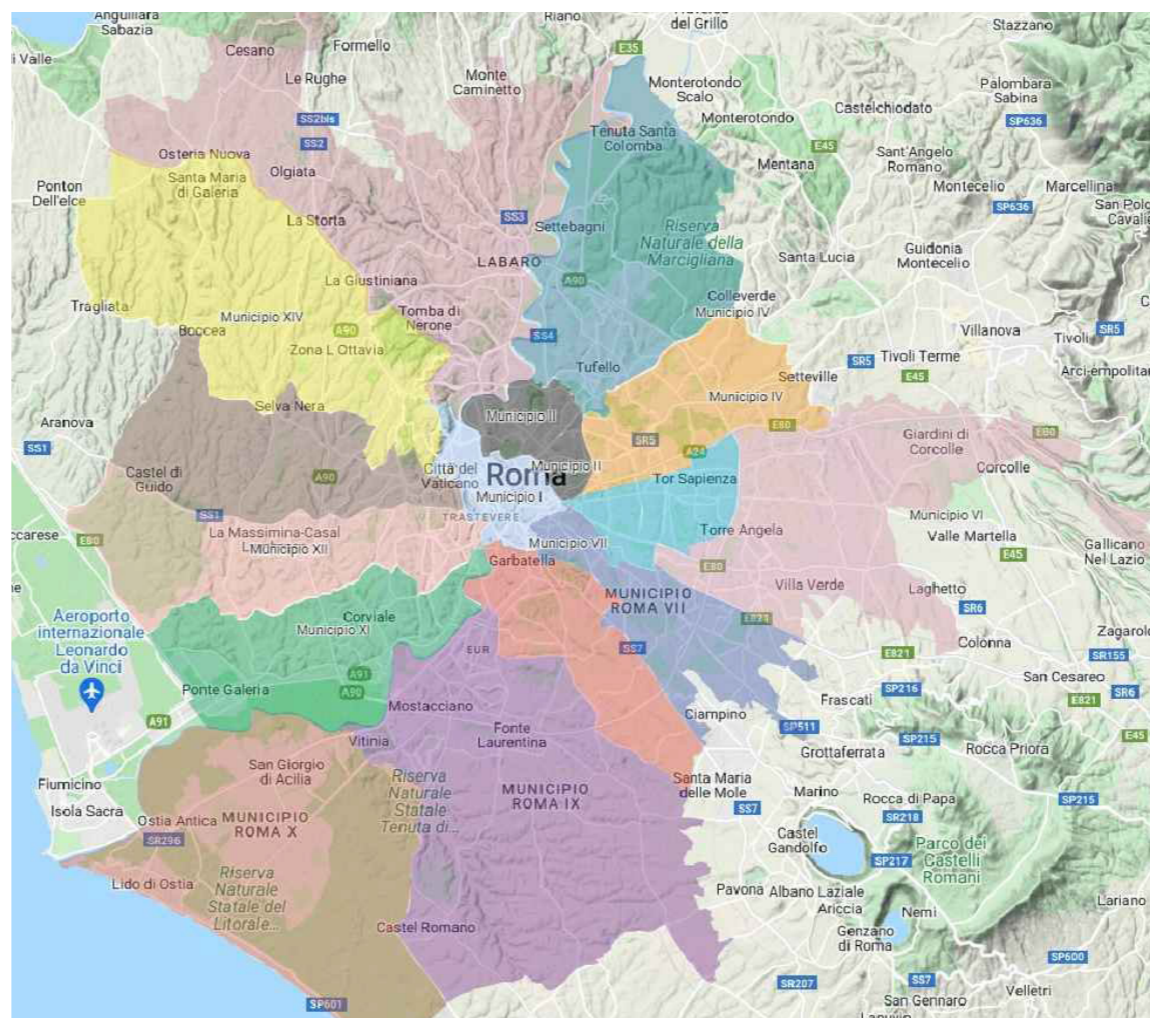 Anguillara
Sabazia
Riano
del Grillo
Stazzano
Cesano
Formello
E35
di Valle
Le Rughe
Monte
Caminetto
Monterotondo
Scalo
Palombara
Sabina
SS2bis
SS2
Monterotondo
Castelchiodato
SP636
Tenuta Santa
Colomba
E45
Osteria Nuova
Olgiata
Mentana
Sant'Angelo
Romano
Santa Maria
di Galeria
Ponton
Dell'elce
Montecelio
Marcellina
SP636
San Polo
La Storta
SS3
Settebagni
Riserva
Naturale della
Marcigliana
Guidonia
Montecelio
LABARO
Santa Lucia
La Giustiniana
A90
Colleverde
Tragliata
Municipio XIV
Tomba di
Nerone
Municipio IV
Boccea
A90
SS4
Villanova
Tivoli
SR5
Zona L Ottavia
Tufello
SR5
Tivoli Terme
Arci-empolitan
Setteville
E45
Selva Nera
Municipio II
Municipio IV
Aranova
SR5
E80
Giardini di
Corcolle
E80
SS1
A24
Castel di
Guido
A90
Città del
Vaticano
Roma
Municipio II
Tor Sapienza
Corcolle
Municipio I
SS1
TRASTEVERE
Municipio VI
ccarese
E80
La Massimina-Casal
Municipio XII
Municipio VII
Torre Angela
Valle Martella
E45
Gallicano
Nel Lazio
Garbatella
E80
Villa Verde
Laghetto
Aeroporto
internazionale
Leonardo
da Vinci
Corviale
Municipio XI
MUNICIPIO
ROMA VII
E821
SR6
Zagarolo
EUR
SS7
Colonna
A91
E821
SR155
Ponte Galeria
A90
San Cesareo
SP216
SR6
A91
Mostacciano
Frascati
E821
Fonte
Laurentina
Ciampino
SP511
SP215
E45
Vitinia
Grottaferrata
Rocca Priora
San Giorgio
di Acilia
Riserva
Naturale
Statale
Tenuta di...
Santa Maria
delle Mole
Fiumicino
MUNICIPIO
ROMA IX
Marino
Rocca di Papa
SP215
Isola Sacra
Ostia Antica
MUNICIPIO
ROMA X
SS7
SR218
SR296
Castel
Gandolfo
Parco dei
Castelli
Romani
SP217
Lido di Ostia
Riserva
Naturale
Statale del
Litorale...
Pavona
Albano Laziale
Ariccia
Nemi
Lariano
Castel Romano
Genzano
di Roma
SP600
SS7
SR207
Velletri
SP601
San Gennaro